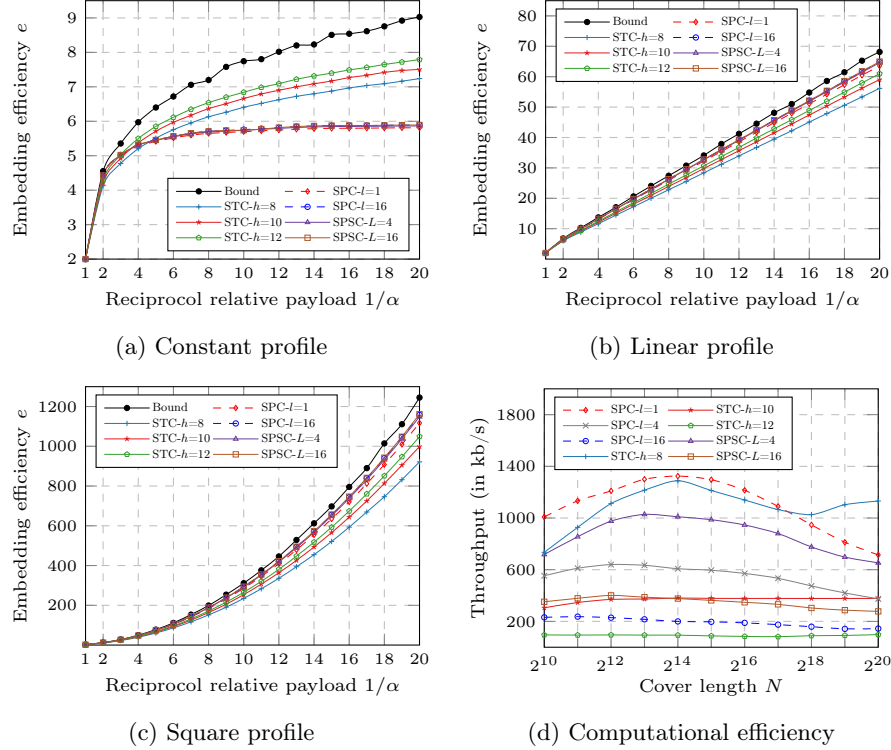 9
8
7
6
5
4
3
2
Embedding efficiency e
Bound
STC-h=8
STC-h=10
STC-h=12
SPC-l=1
SPC-l=16
SPSC-L=4
SPSC-L=16
1 2 4 6 8 10 12 14 16 18 20
Reciprocol relative payload 1/α
(a) Constant profile
80
70
60
50
40
30
20
10
Embedding efficiency e
Bound
STC-h=8
STC-h=10
STC-h=12
SPC-l=1
SPC-l=16
SPSC-L=4
SPSC-L=16
1 2 4 6 8 10 12 14 16 18 20
Reciprocol relative payload 1/α
(b) Linear profile
1200
1000
800
600
400
200
Embedding efficiency e
Bound
STC-h=8
STC-h=10
STC-h=12
SPC-l=1
SPC-l=16
SPSC-L=4
SPSC-L=16
1 2 4 6 8 10 12 14 16 18 20
Reciprocol relative payload 1/α
(c) Square profile
1800
1400
1000
600
200
Throughput (in kb/s)
SPC-l=1
SPC-l=4
SPC-l=16
STC-h=8
STC-h=10
STC-h=12
SPSC-L=4
SPSC-L=16
2^10 2^12 2^14 2^16 2^18 2^20
Cover length N
(d) Computational efficiency